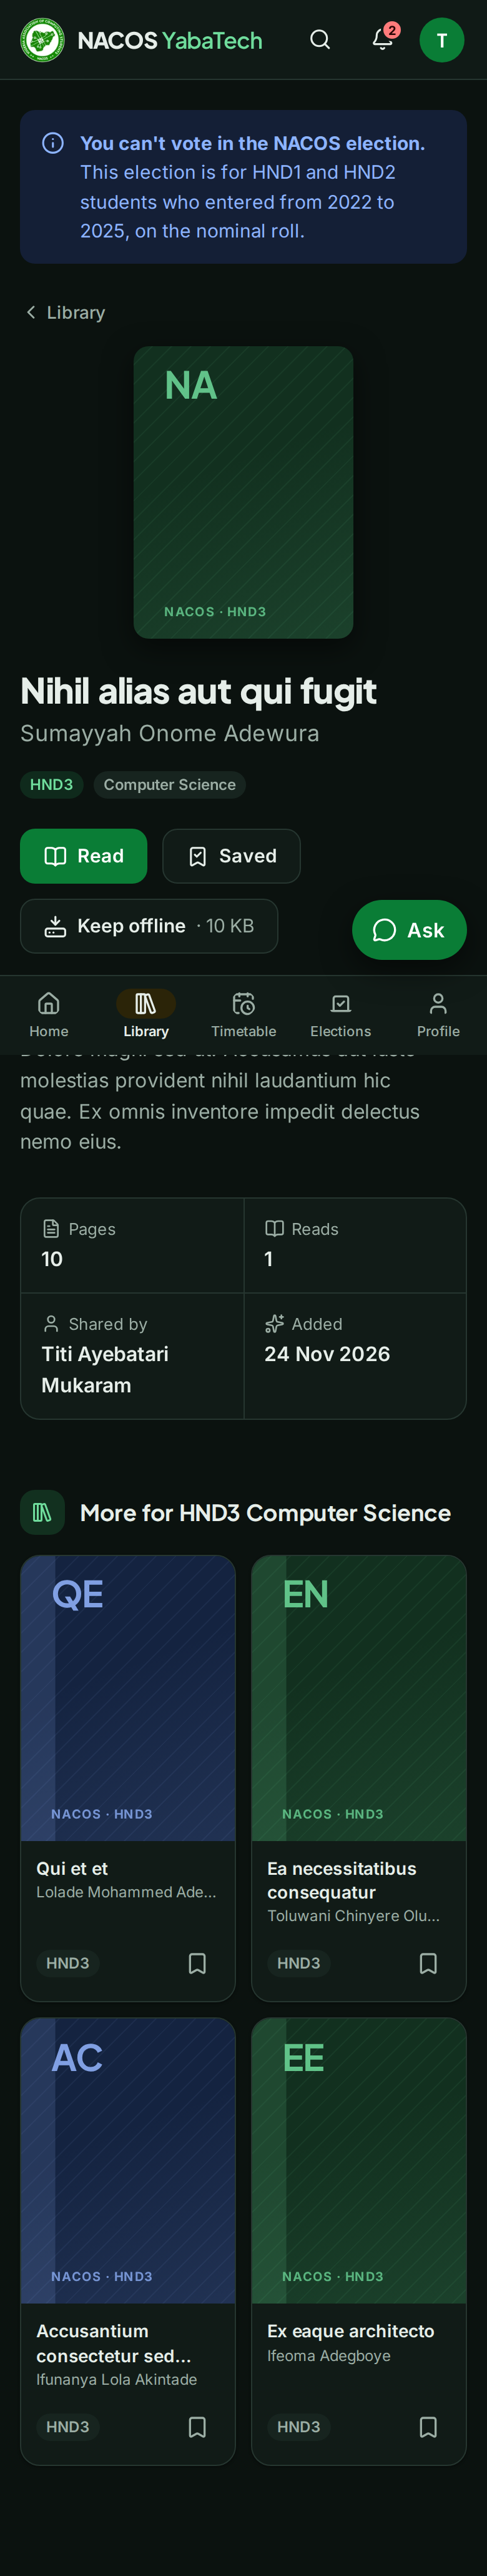 NACOS YabaTech
2
T
You can't vote in the NACOS election.
This election is for HND1 and HND2
students who entered from 2022 to
2025, on the nominal roll.
Library
NA
NACOS · HND3
Nihil alias aut qui fugit
Sumayyah Onome Adewura
HND3
Computer Science
Read
Saved
Keep offline · 10 KB
Ask
Home
Library
Timetable
Elections
Profile
molestias provident nihil laudantium hic
quae. Ex omnis inventore impedit delectus
nemo eius.
Pages
10
Reads
1
Shared by
Titi Ayebatari
Mukaram
Added
24 Nov 2026
More for HND3 Computer Science
QE
NACOS · HND3
Qui et et
Lolade Mohammed Ade...
HND3
EN
NACOS · HND3
Ea necessitatibus
consequatur
Toluwani Chinyere Olu...
HND3
AC
NACOS · HND3
Accusantium
consectetur sed...
Ifunanya Lola Akintade
HND3
EE
NACOS · HND3
Ex eaque architecto
Ifeoma Adegboye
HND3